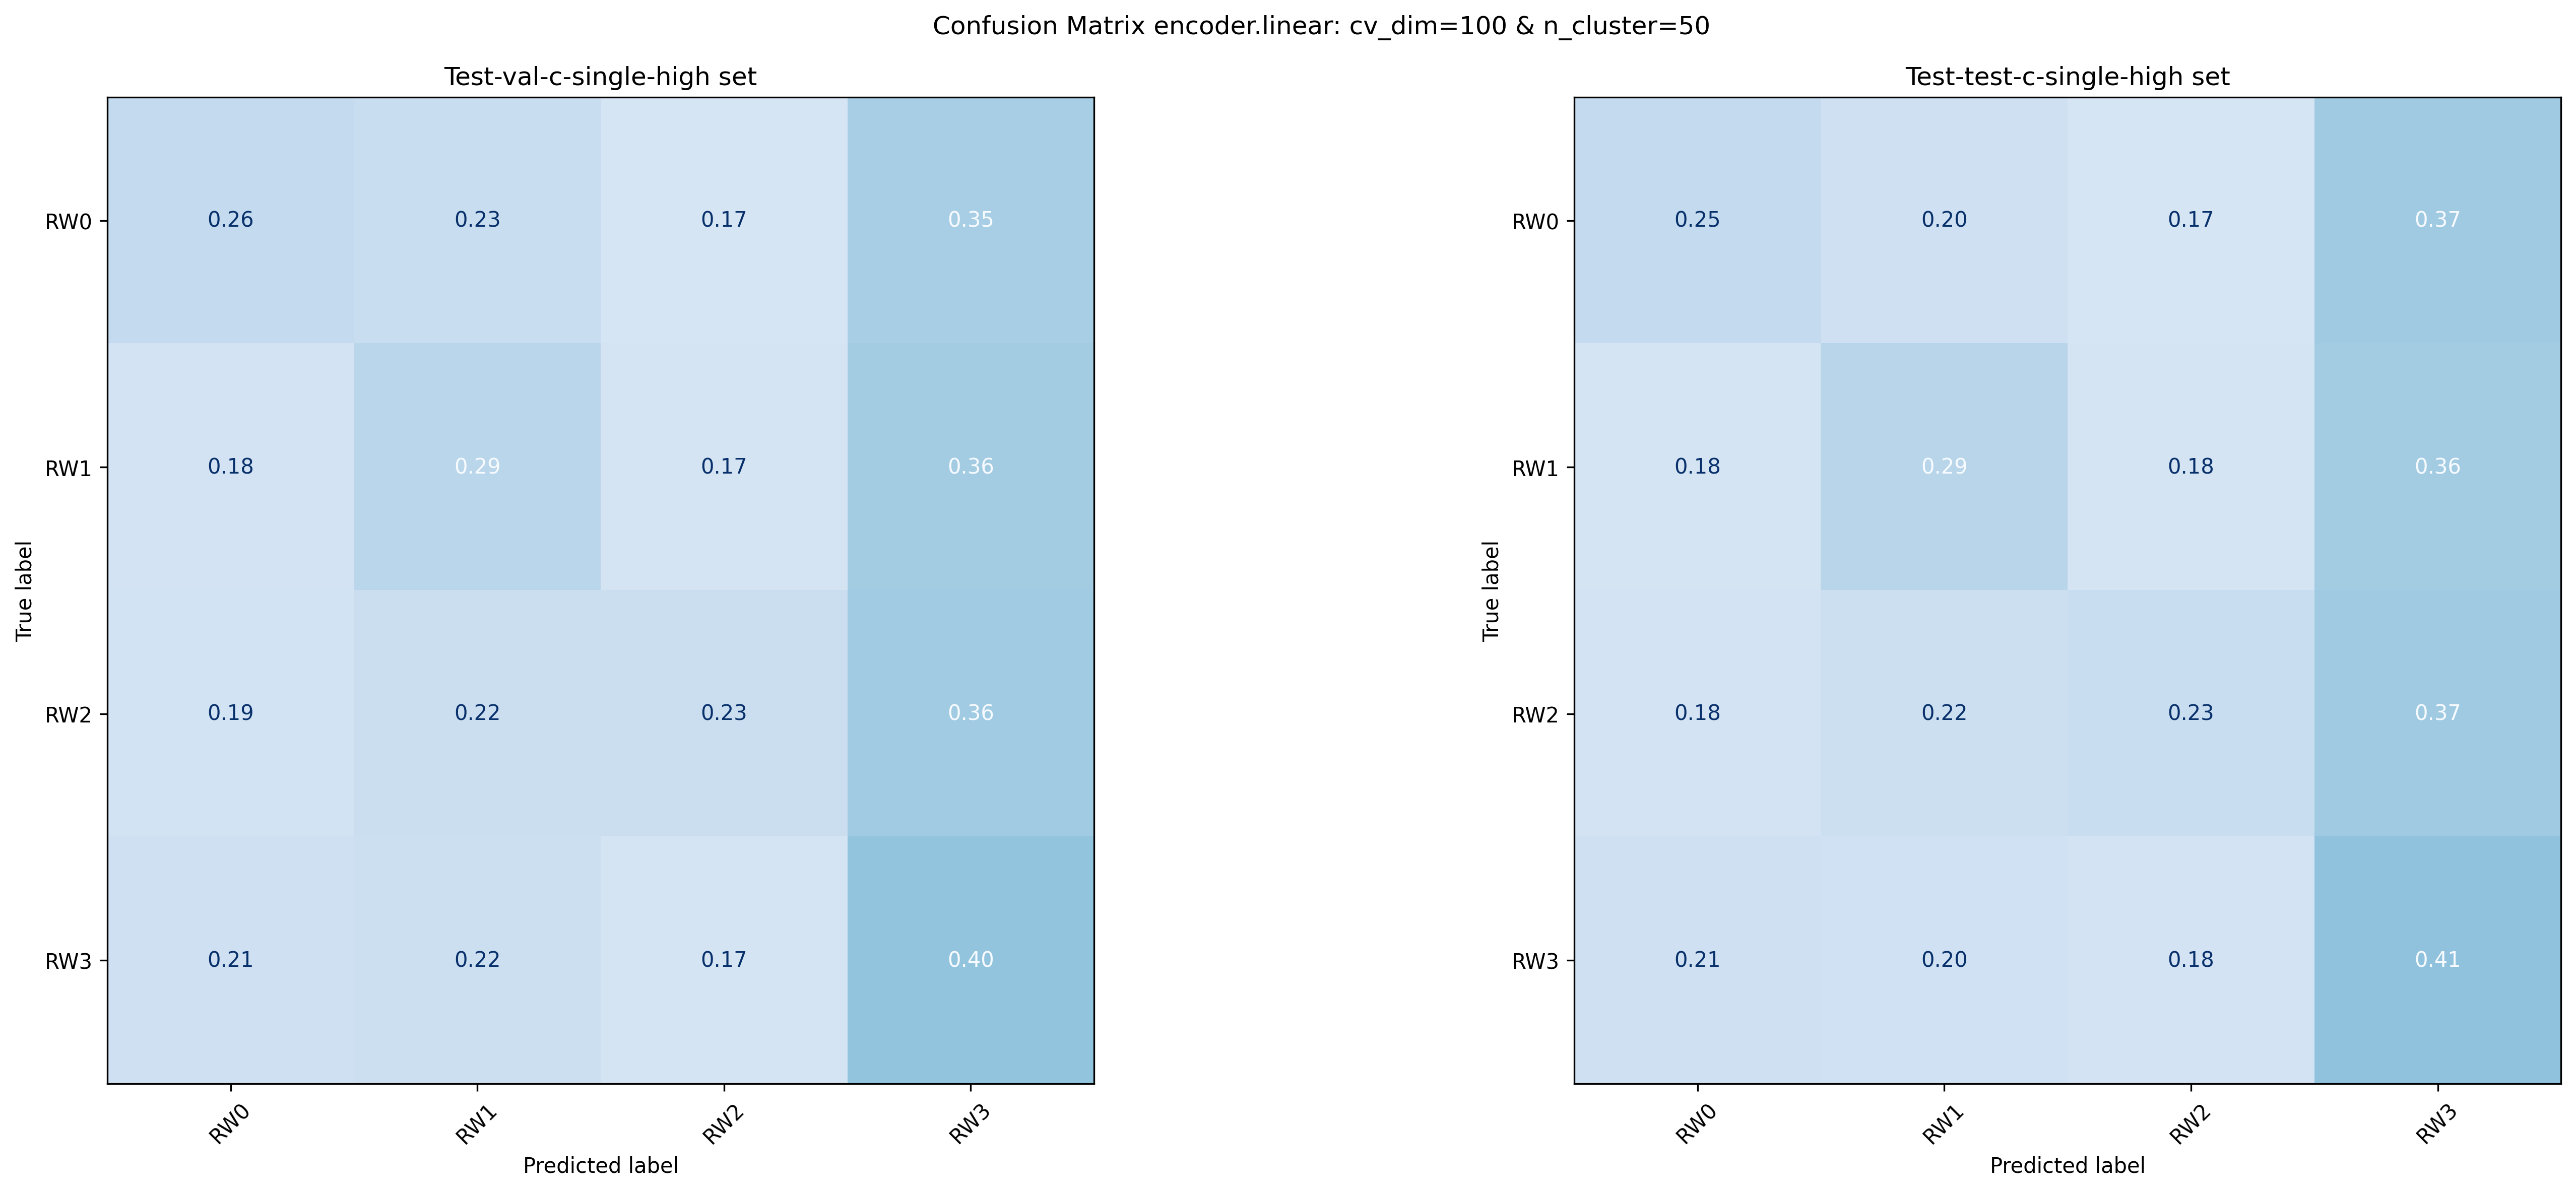 Confusion Matrix encoder.linear: cv_dim=100 & n_cluster=50
Test-val-c-single-high set
True label
RW0
0.26 0.23 0.17 0.35
RW1
0.18 0.29 0.17 0.36
RW2
0.19 0.22 0.23 0.36
RW3
0.21 0.22 0.17 0.40
RW0 RW1 RW2 RW3
Predicted label
Test-test-c-single-high set
True label
RW0
0.25 0.20 0.17 0.37
RW1
0.18 0.29 0.18 0.36
RW2
0.18 0.22 0.23 0.37
RW3
0.21 0.20 0.18 0.41
RW0 RW1 RW2 RW3
Predicted label